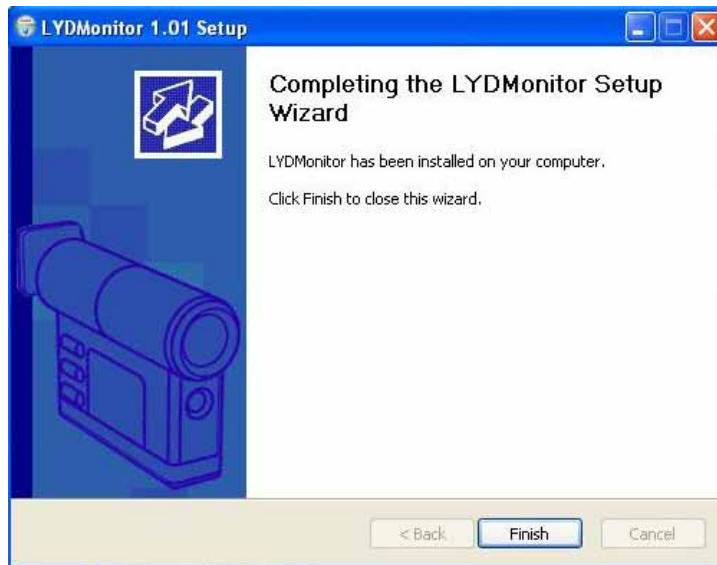 LYDMonitor 1.01 Setup
Completing the LYDMonitor Setup
Wizard
LYDMonitor has been installed on your computer.
Click Finish to close this wizard.
< Back
Finish
Cancel